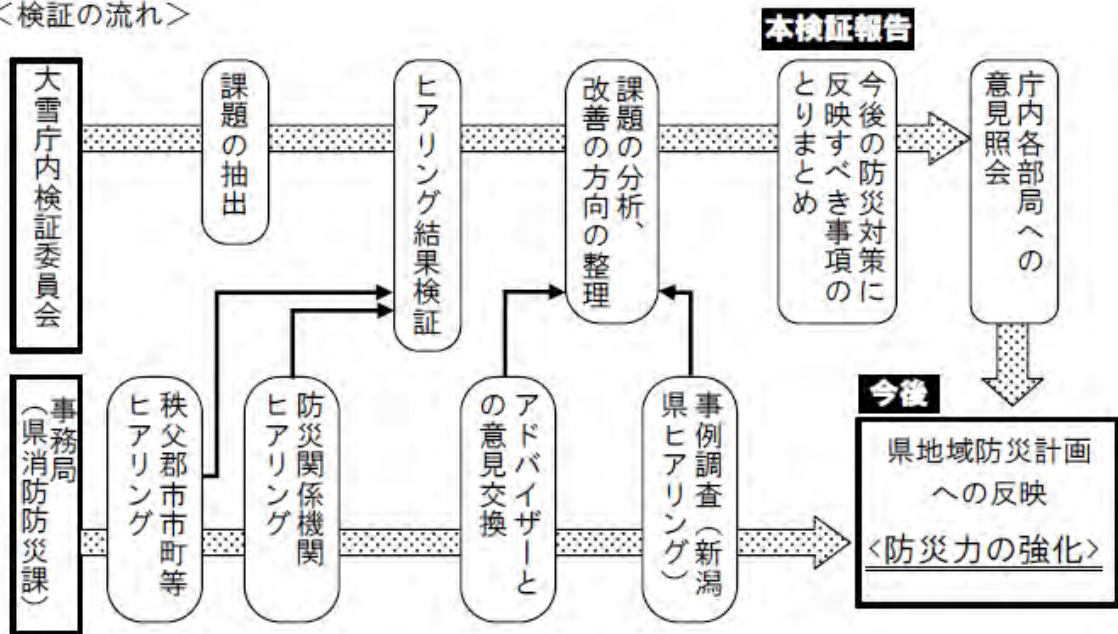 ＜検証の流れ＞
本検証報告
大雪庁内検証委員会
課題の抽出
ヒアリング結果検証
課題の分析、
改善の方向の整理
今後の防災対策に
反映すべき事項の
とりまとめ
庁内各部局への
意見照会
事務局
（県消防防災課）
秩父郡市市町等
ヒアリング
防災関係機関
ヒアリング
アドバイザーと
の意見交換
事例調査（新潟
県ヒアリング）
今後
県地域防災計画
への反映
<防災力の強化>